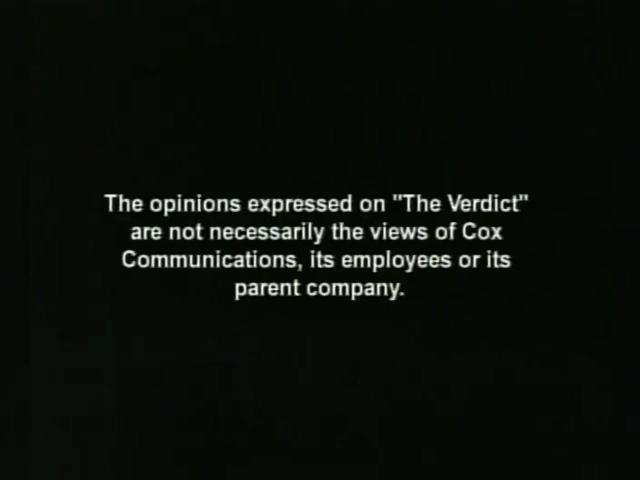 The opinions expressed on "The Verdict"
are not necessarily the views of Cox
Communications, its employees or its
parent company.